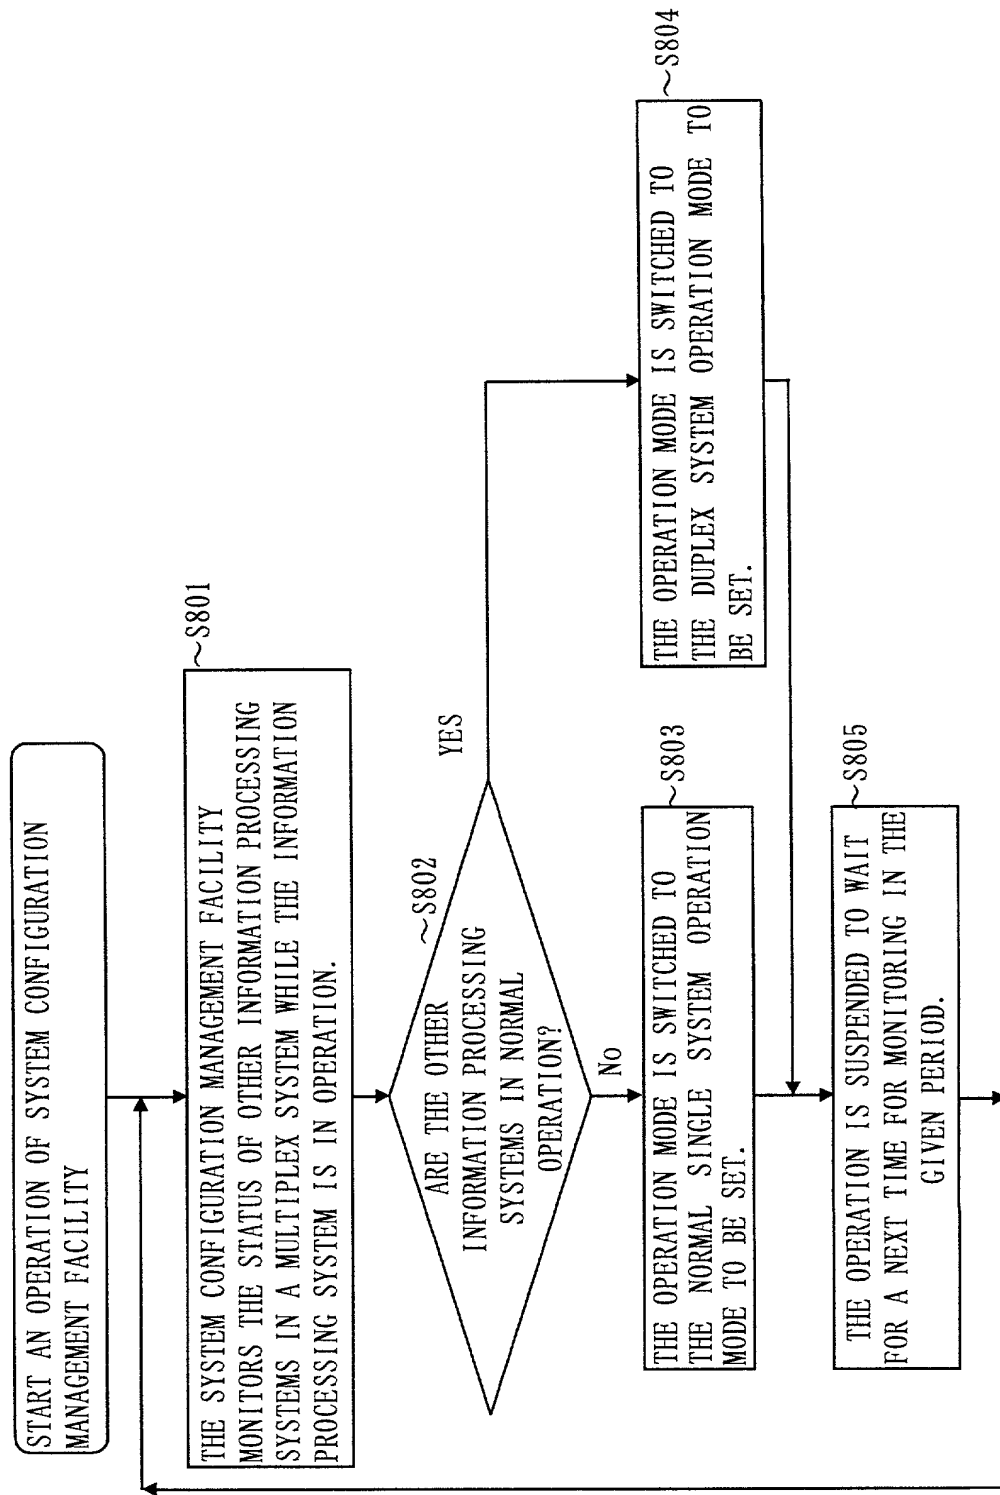 START AN OPERATION OF SYSTEM CONFIGURATION
MANAGEMENT FACILITY
~S801
THE SYSTEM CONFIGURATION MANAGEMENT FACILITY
MONITORS THE STATUS OF OTHER INFORMATION PROCESSING
SYSTEMS IN A MULTIPLEX SYSTEM WHILE THE INFORMATION
PROCESSING SYSTEM IS IN OPERATION.
~S802
ARE THE OTHER
INFORMATION PROCESSING
SYSTEMS IN NORMAL
OPERATION?
YES
No
~S803
THE OPERATION MODE IS SWITCHED TO
THE NORMAL SINGLE SYSTEM OPERATION
MODE TO BE SET.
~S804
THE OPERATION MODE IS SWITCHED TO
THE DUPLEX SYSTEM OPERATION MODE TO
BE SET.
~S805
THE OPERATION IS SUSPENDED TO WAIT
FOR A NEXT TIME FOR MONITORING IN THE
GIVEN PERIOD.